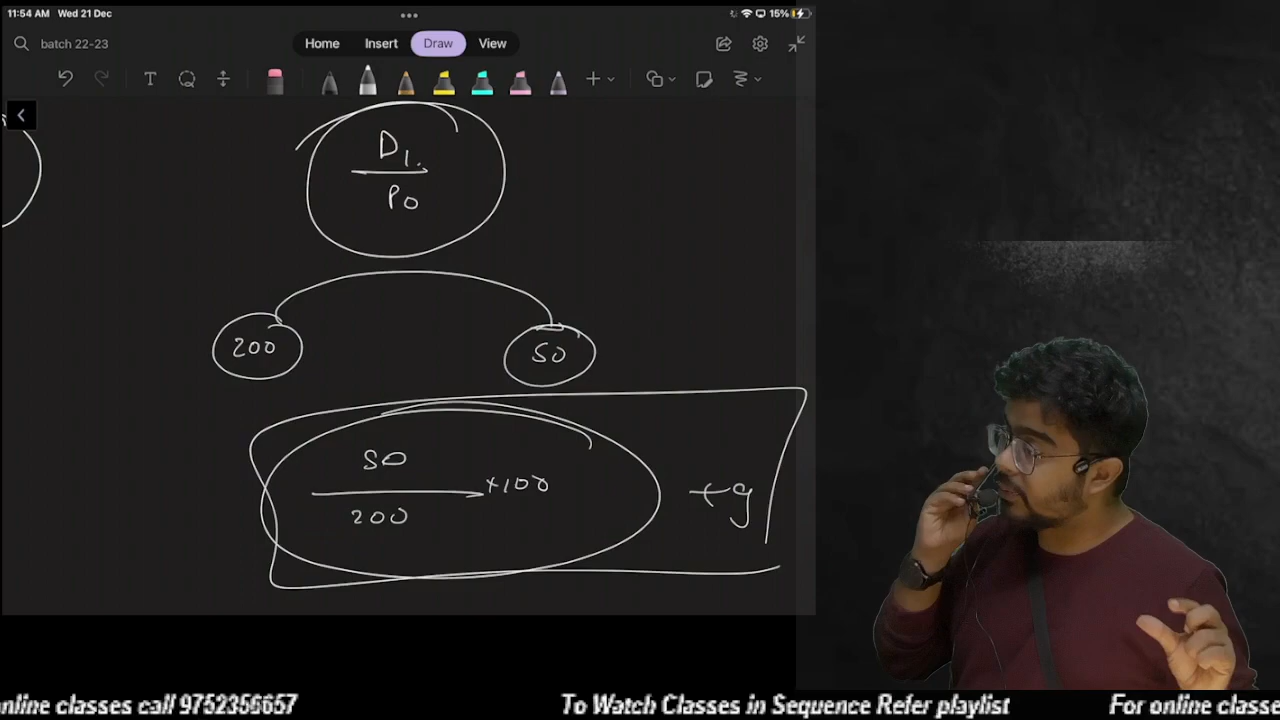 11:54 AM Wed 21 Dec
15%
batch 22-23
Home Insert Draw View
D1.
P0
200
50
50
×100
200
+g
nline classes call 9752356657 To Watch Classes in Sequence Refer playlist For online classe